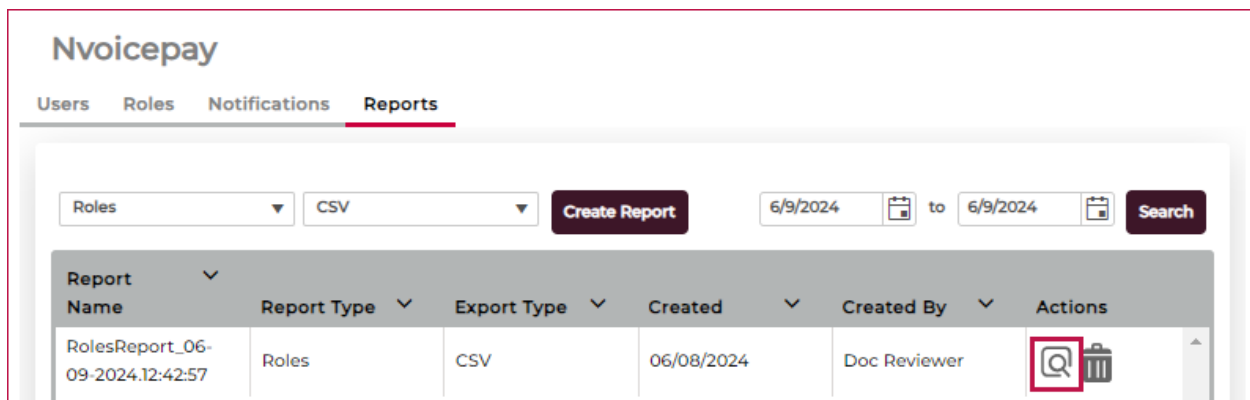 Nvoicepay
Users Roles Notifications Reports
Roles CSV Create Report 6/9/2024 to 6/9/2024 Search
Report
Name Report Type Export Type Created Created By Actions
RolesReport_06-
09-2024.12:42:57 Roles CSV 06/08/2024 Doc Reviewer